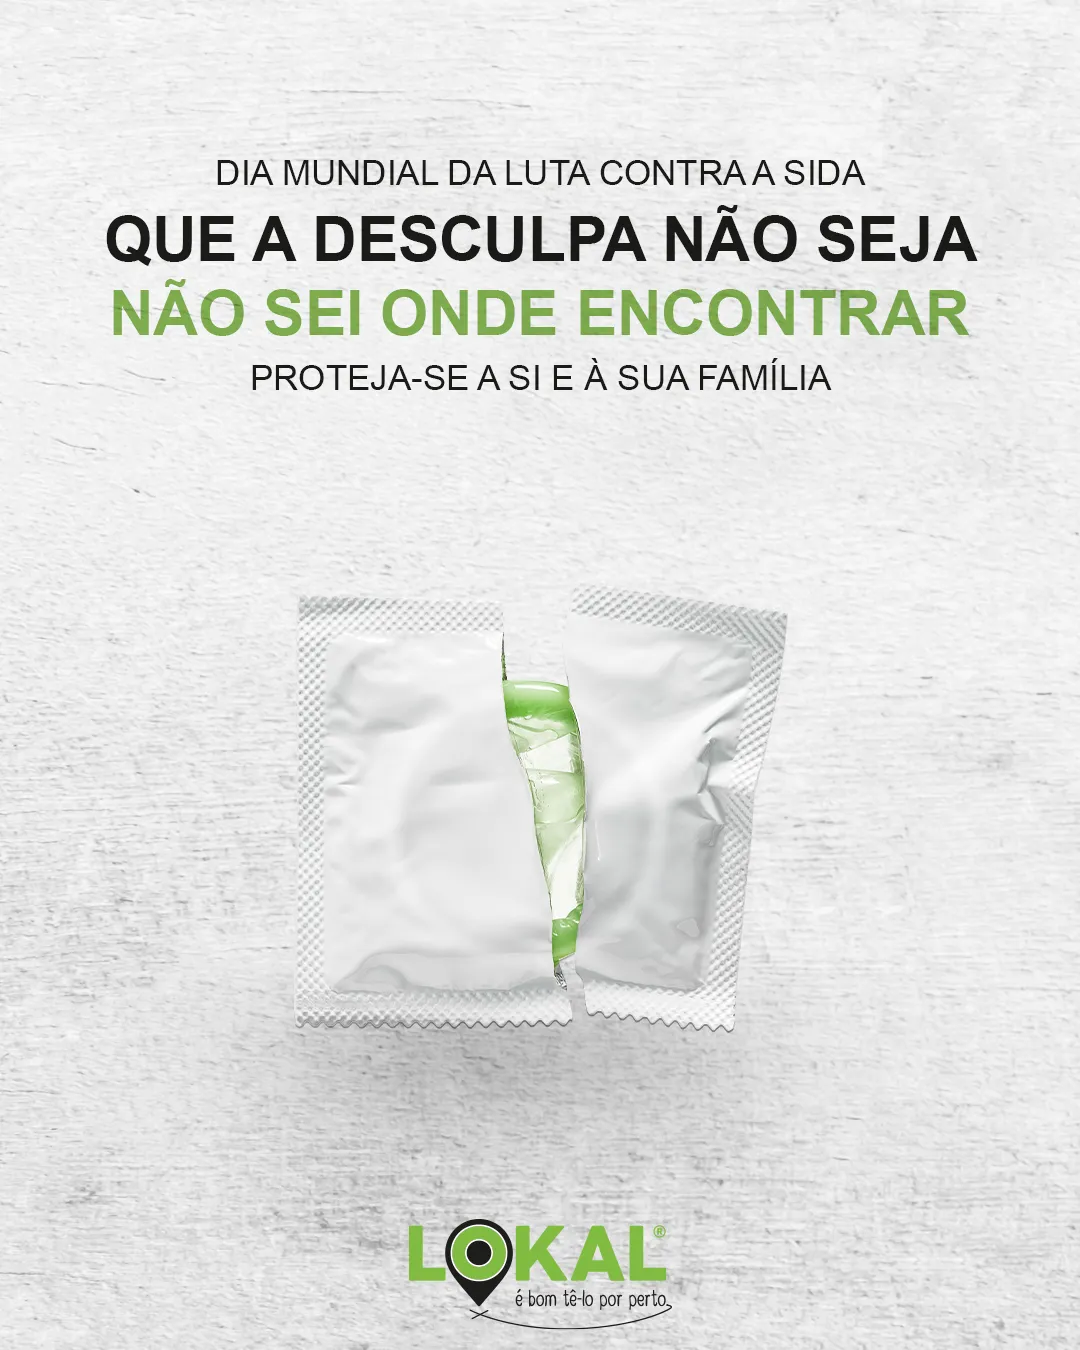 DIA MUNDIAL DA LUTA CONTRA A SIDA
QUE A DESCULPA NÃO SEJA
NÃO SEI ONDE ENCONTRAR
PROTEJA-SE A SI E À SUA FAMÍLIA
LOKAL®
é bom tê-lo por perto